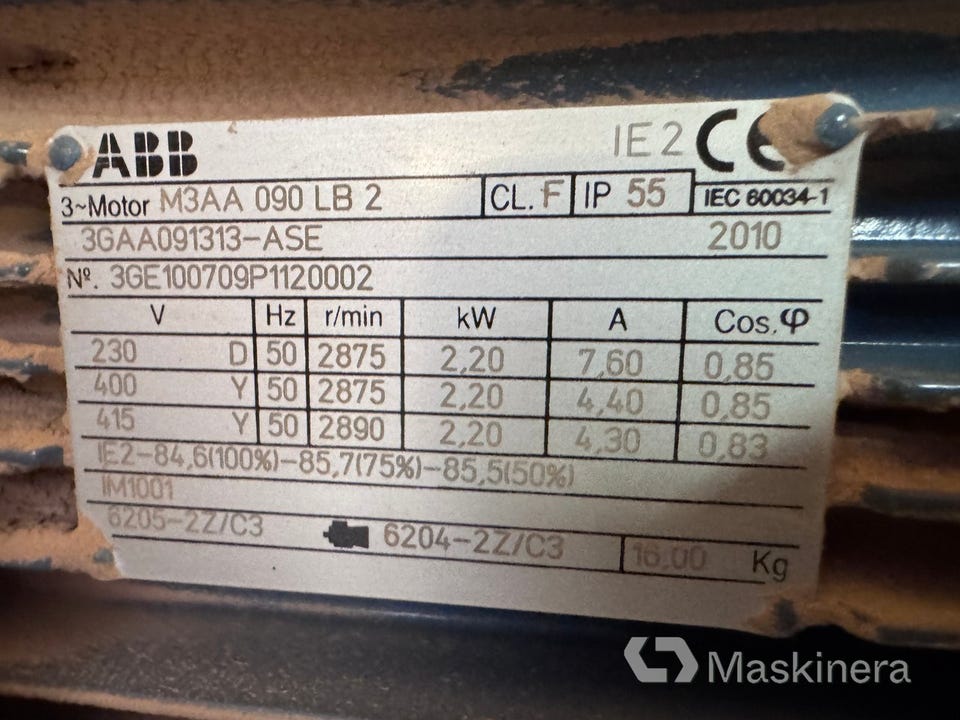 ABB IE2 CE
3~Motor M3AA 090 LB 2 CL. F IP 55 IEC 60034-1
3GAA091313-ASE 2010
Nº. 3GE100709P1120002
V Hz r/min kW A Cos.φ
230 D 50 2875 2,20 7,60 0,85
400 Y 50 2875 2,20 4,40 0,85
415 Y 50 2890 2,20 4,30 0,83
IE2-84,6(100%)-85,7(75%)-85,5(50%)
IM1001
6205-2Z/C3 6204-2Z/C3 16,00 Kg
Maskinera